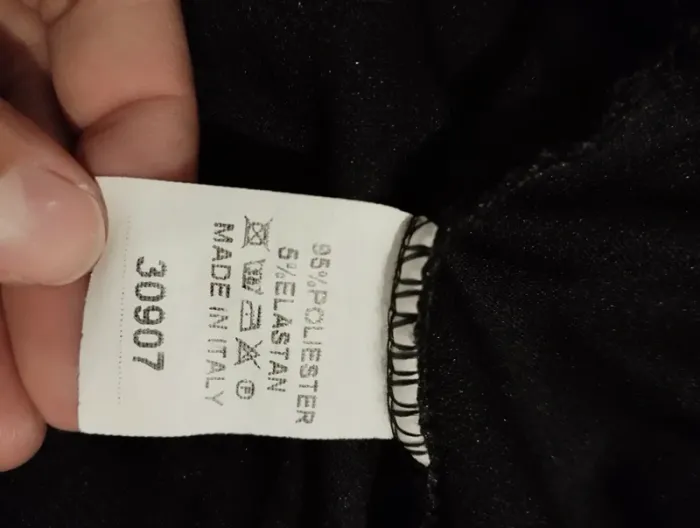 95%POLIESTER
5%ELASTAN
MADE IN ITALY
30907